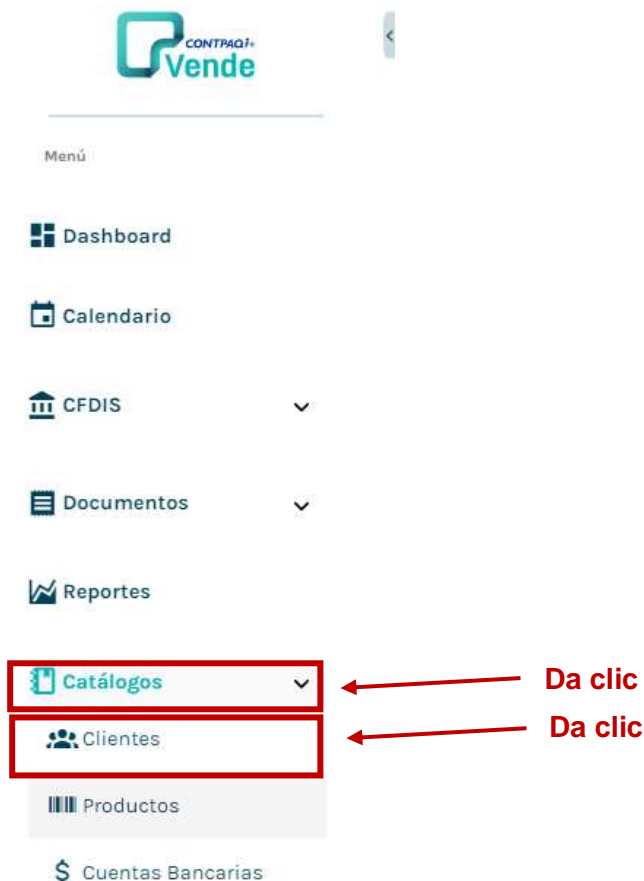 CONTPAQi®
Vende
<
Menú
Dashboard
Calendario
CFDIS
Documentos
Reportes
Catálogos
Da clic
Clientes
Da clic
Productos
$ Cuentas Bancarias